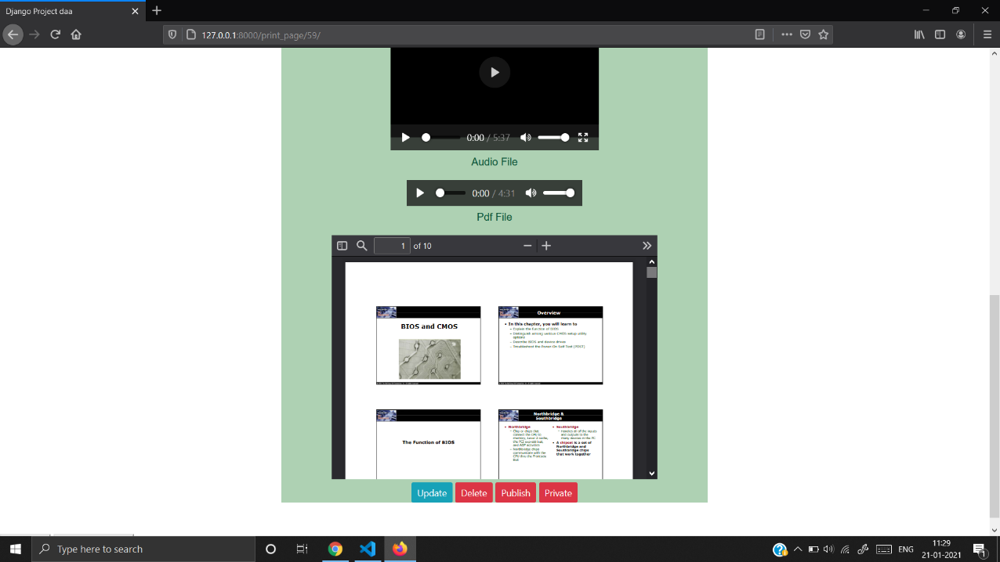 Django Project daa
127.0.0.1:8000/print_page/59/
0:00 / 5:37
Audio File
0:00 / 4:31
Pdf File
1 of 10
BIOS and CMOS
Overview
• In this chapter, you will learn to
– Explain the function of BIOS
– Distinguish among various CMOS setup utility
options
– Describe BIOS and device drivers
– Troubleshoot the Power-On Self Test (POST)
The Function of BIOS
Northbridge &
Southbridge
• Northbridge
– Chip or chips that
connect the CPU to
memory, Level 2 cache,
the PCI express bus
and AGP activities
– Northbridge chips
communicate with the
CPU thru the Frontside
Bus
• Southbridge
– Handles all of the inputs
and outputs to the
many devices in the PC
• A chipset is a set of
Northbridge and
Southbridge chips
that work together
Update
Delete
Publish
Private
Type here to search
ENG
11:29
21-01-2021
1